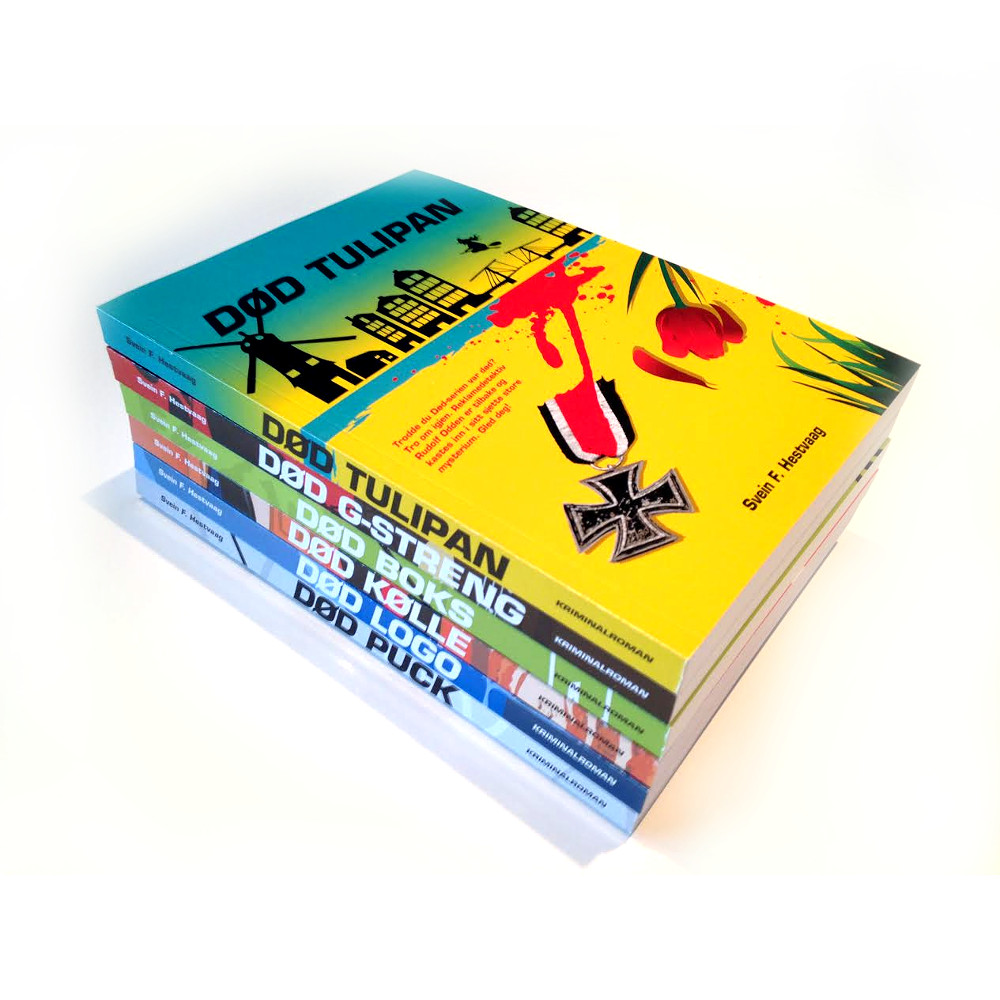 DØD TULIPAN
Trodde du Død-serien var død?
Tro om igjen. Reklamedetektiv
Rudolf Odden er tilbake og
kastes inn i sitt sjette store
mysterium. Gled deg!
Svein F. Hestvaag
Svein F. Hestvaag DØD TULIPAN KRIMINALROMAN
Svein F. Hestvaag DØD G-STRENG KRIMINALROMAN
Svein F. Hestvaag DØD BOKS KRIMINALROMAN
Svein F. Hestvaag DØD KØLLE KRIMINALROMAN
Svein F. Hestvaag DØD LOGO KRIMINALROMAN
Svein F. Hestvaag DØD PUCK KRIMINALROMAN